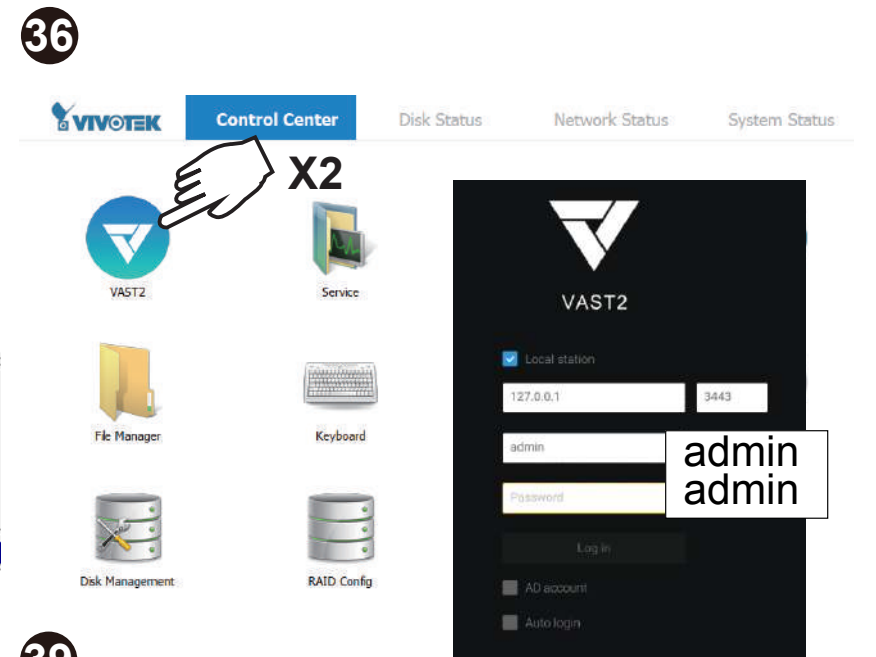 36
VIVOTEK Control Center Disk Status Network Status System Status
X2
VAST2
Service
File Manager
Keyboard
Disk Management
RAID Config
VAST2
Local station
127.0.0.1 3443
admin
Password
admin
admin
Log in
AD account
Auto login
39